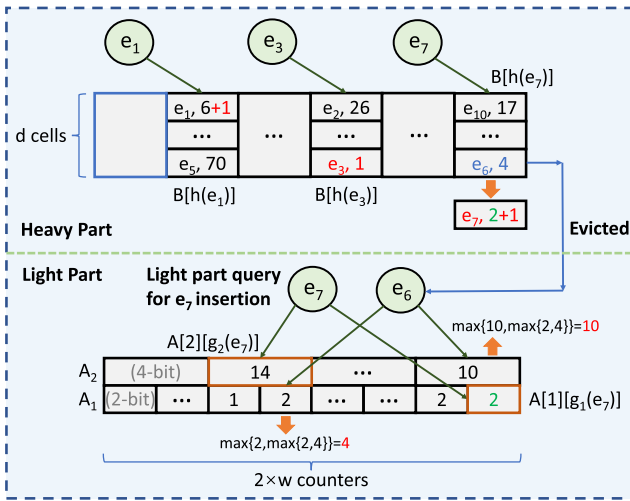 e1 e3 e7
B[h(e7)]
e1, 6+1 e2, 26 e10, 17
... ... ... ... ...
d cells
e5, 70 e3, 1 e6, 4
B[h(e1)] B[h(e3)]
e7, 2+1
Heavy Part Evicted
Light Part Light part query
for e7 insertion
e7 e6
max{10,max{2,4}}=10
A[2][g2(e7)]
A2 (4-bit) 14 ... 10
A1 (2-bit) ... 1 2 ... ... 2 2 A[1][g1(e7)]
max{2,max{2,4}}=4
2×w counters